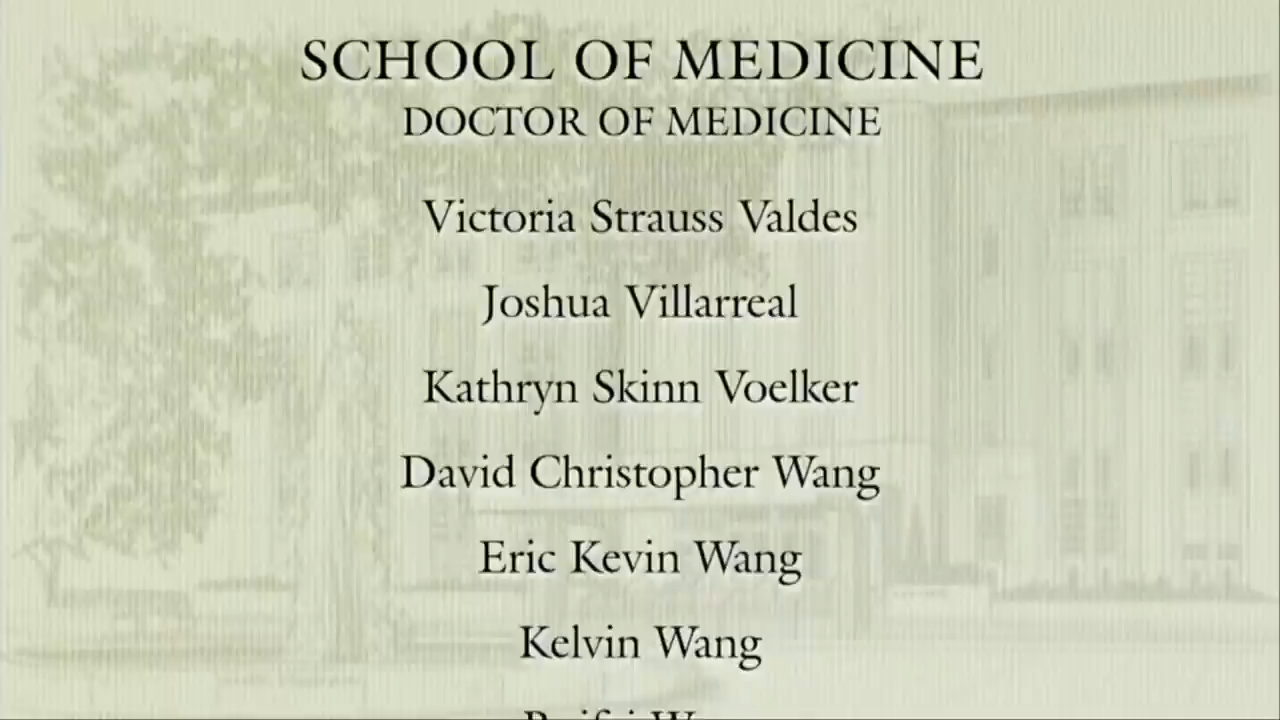 SCHOOL OF MEDICINE
DOCTOR OF MEDICINE
Victoria Strauss Valdes
Joshua Villarreal
Kathryn Skinn Voelker
David Christopher Wang
Eric Kevin Wang
Kelvin Wang